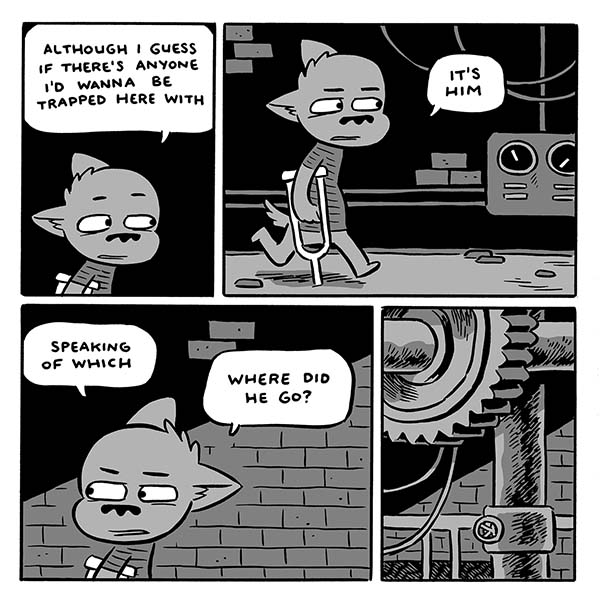 ALTHOUGH I GUESS
IF THERE'S ANYONE
I'D WANNA BE
TRAPPED HERE WITH
IT'S
HIM
SPEAKING
OF WHICH
WHERE DID
HE GO?